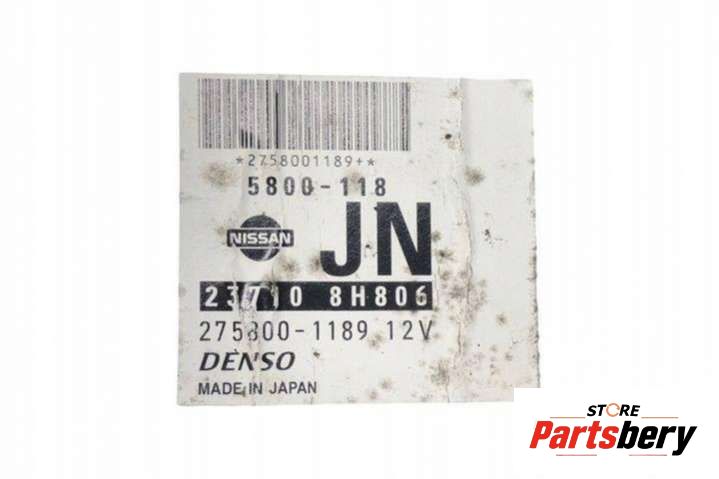 *2758001189+*
5800-118
NISSAN
JN
23710 8H806
275800-1189 12V
DENSO
MADE IN JAPAN
STORE
Partsbery